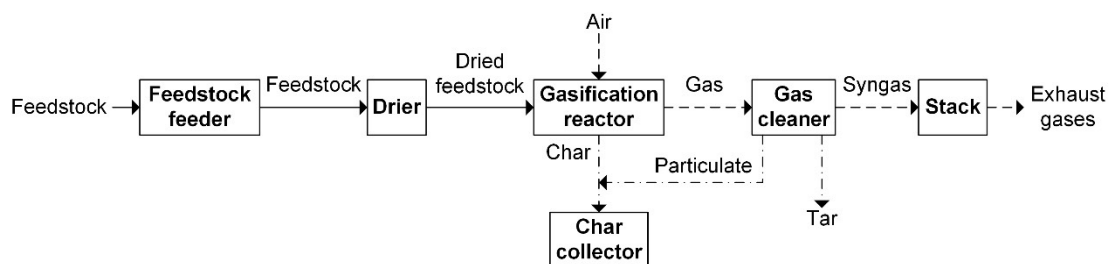 Air
Dried
feedstock
Feedstock
Feedstock
feeder
Feedstock
Drier
Gasification
reactor
Gas
Gas
cleaner
Syngas
Stack
Exhaust
gases
Char
Particulate
Char
collector
Tar